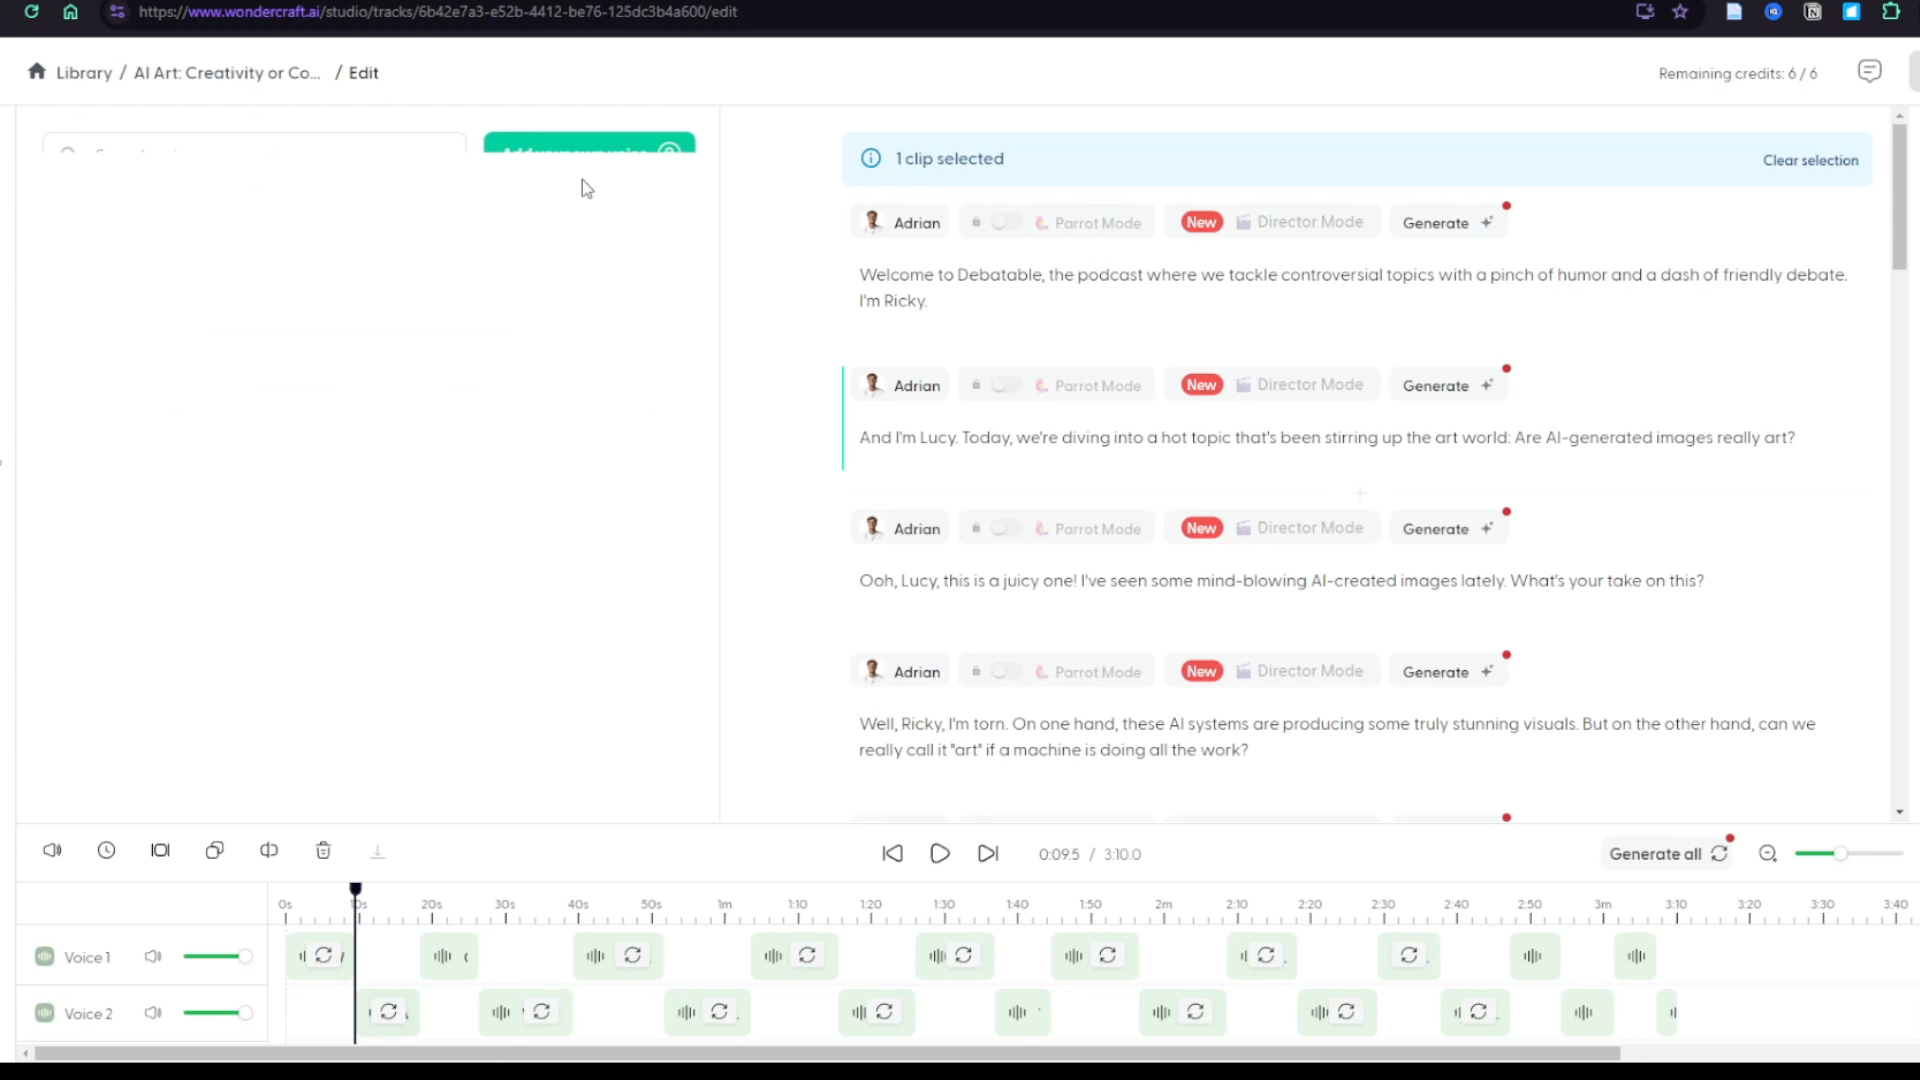 https://www.wondercraft.ai/studio/tracks/6b42e7a3-e52b-4412-be76-125dc3b4a600/edit
Library / AI Art: Creativity or Co... / Edit
Remaining credits: 6 / 6
Add your own voice
1 clip selected
Clear selection
Adrian Parrot Mode New Director Mode Generate
Welcome to Debatable, the podcast where we tackle controversial topics with a pinch of humor and a dash of friendly debate.
I'm Ricky.
Adrian Parrot Mode New Director Mode Generate
And I'm Lucy. Today, we're diving into a hot topic that's been stirring up the art world: Are AI-generated images really art?
Adrian Parrot Mode New Director Mode Generate
Ooh, Lucy, this is a juicy one! I've seen some mind-blowing AI-created images lately. What's your take on this?
Adrian Parrot Mode New Director Mode Generate
Well, Ricky, I'm torn. On one hand, these AI systems are producing some truly stunning visuals. But on the other hand, can we
really call it "art" if a machine is doing all the work?
0:09.5 / 3:10.0
Generate all
0s 10s 20s 30s 40s 50s 1m 1:10 1:20 1:30 1:40 1:50 2m 2:10 2:20 2:30 2:40 2:50 3m 3:10 3:20 3:30 3:40
Voice 1
Voice 2